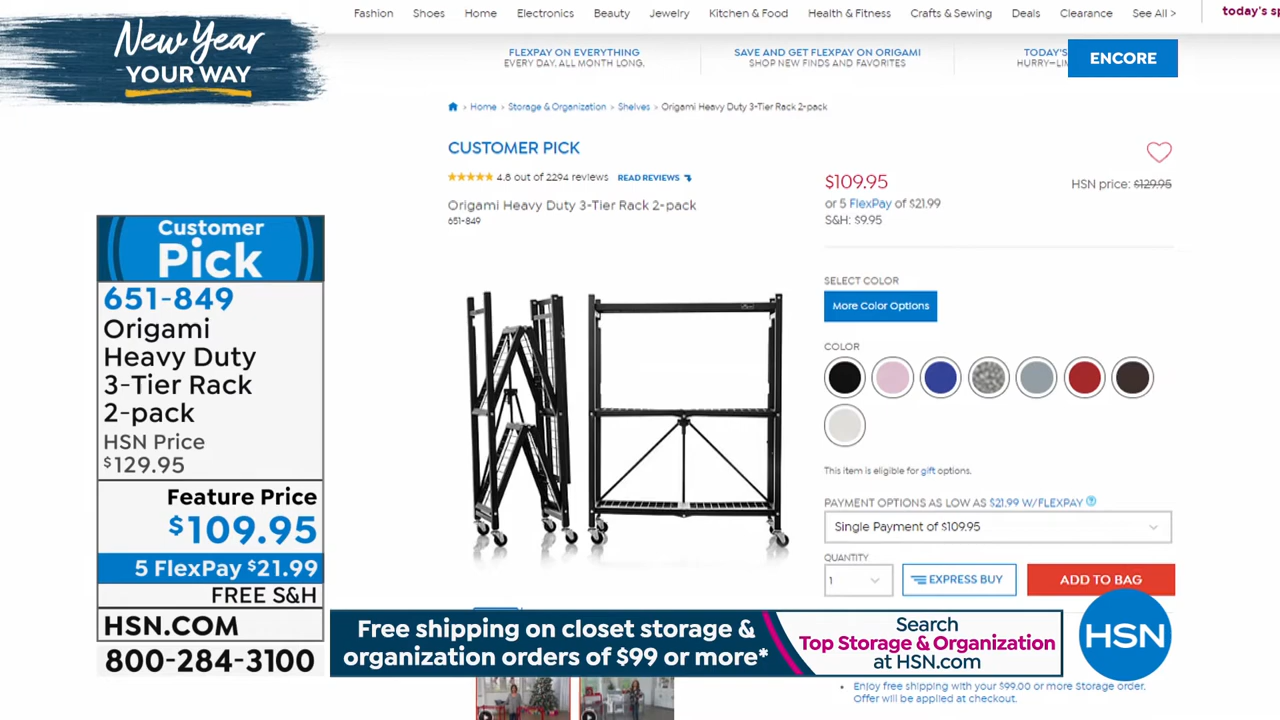 New Year
YOUR WAY
Fashion Shoes Home Electronics Beauty Jewelry Kitchen & Food Health & Fitness Crafts & Sewing Deals Clearance See All >
today's sp
FLEXPAY ON EVERYTHING
EVERY DAY. ALL MONTH LONG.
SAVE AND GET FLEXPAY ON ORIGAMI
SHOP NEW FINDS AND FAVORITES
TODAY'S
HURRY—LIM
ENCORE
> Home > Storage & Organization > Shelves > Origami Heavy Duty 3-Tier Rack 2-pack
CUSTOMER PICK
4.8 out of 2294 reviews READ REVIEWS
Origami Heavy Duty 3-Tier Rack 2-pack
651-849
$109.95
HSN price: $129.95
or 5 FlexPay of $21.99
S&H: $9.95
SELECT COLOR
More Color Options
COLOR
This item is eligible for gift options.
PAYMENT OPTIONS AS LOW AS $21.99 W/FLEXPAY ?
Single Payment of $109.95
QUANTITY
1
EXPRESS BUY
ADD TO BAG
Customer
Pick
651-849
Origami
Heavy Duty
3-Tier Rack
2-pack
HSN Price
$129.95
Feature Price
$109.95
5 FlexPay $21.99
FREE S&H
HSN.COM
800-284-3100
Free shipping on closet storage &
organization orders of $99 or more*
Search
Top Storage & Organization
at HSN.com
HSN
Enjoy free shipping with your $99.00 or more Storage order.
Offer will be applied at checkout.